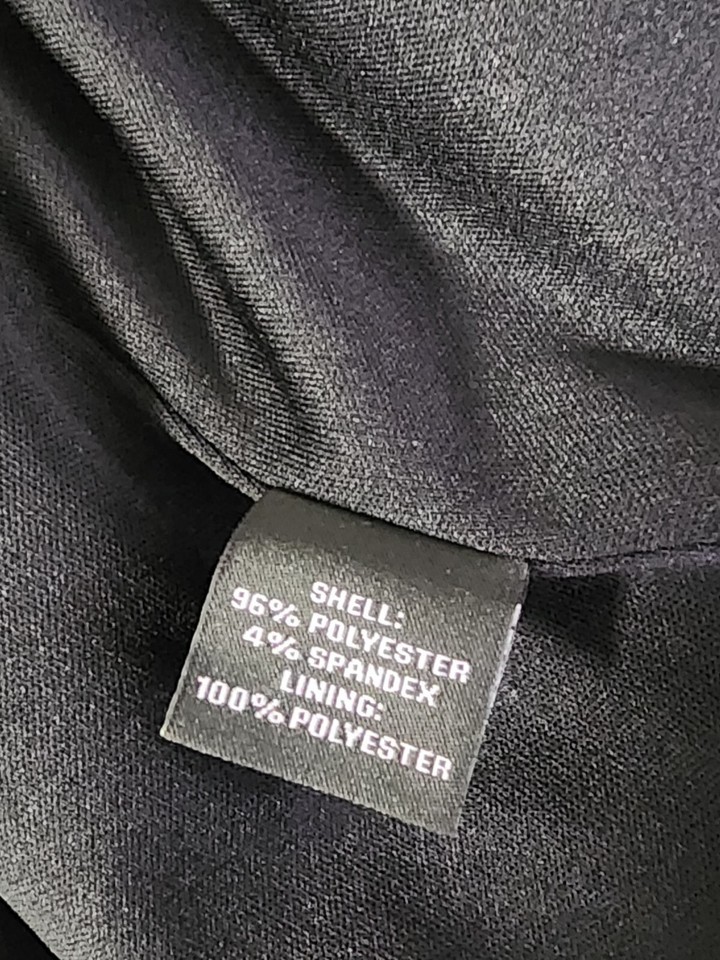 SHELL:
96% POLYESTER
4% SPANDEX
LINING:
100% POLYESTER